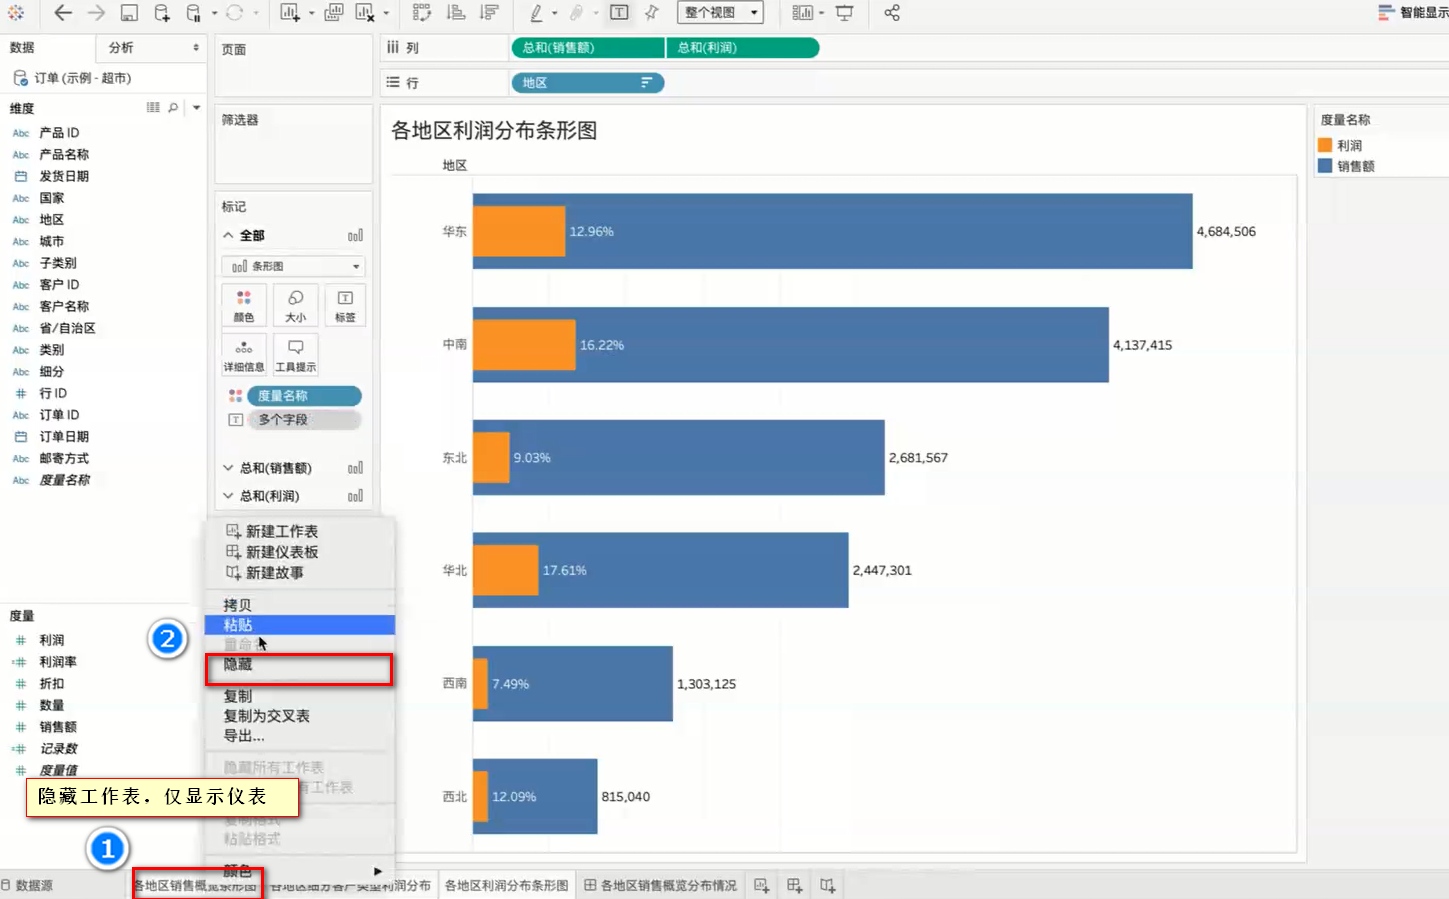 整个视图
智能显示
数据
分析
页面
iii 列
总和(销售额)
总和(利润)
订单 (示例 - 超市)
行
地区
维度
筛选器
各地区利润分布条形图
度量名称
利润
销售额
Abc 产品 ID
Abc 产品名称
发货日期
Abc 国家
Abc 地区
Abc 城市
Abc 子类别
Abc 客户 ID
Abc 客户名称
Abc 省/自治区
Abc 类别
Abc 细分
# 行 ID
Abc 订单 ID
订单日期
Abc 邮寄方式
Abc 度量名称
标记
全部
条形图
颜色
大小
标签
详细信息
工具提示
度量名称
多个字段
总和(销售额)
总和(利润)
地区
华东
12.96%
4,684,506
中南
16.22%
4,137,415
东北
9.03%
2,681,567
华北
17.61%
2,447,301
西南
7.49%
1,303,125
西北
12.09%
815,040
新建工作表
新建仪表板
新建故事
拷贝
粘贴
隐藏
复制
复制为交叉表
导出...
隐藏所有工作表
有工作表
复制格式
粘贴格式
颜色
度量
# 利润
=# 利润率
# 折扣
# 数量
# 销售额
=# 记录数
# 度量值
2
隐藏工作表，仅显示仪表
1
数据源
各地区销售概览条形图
各地区细分客户类型利润分布
各地区利润分布条形图
各地区销售概览分布情况